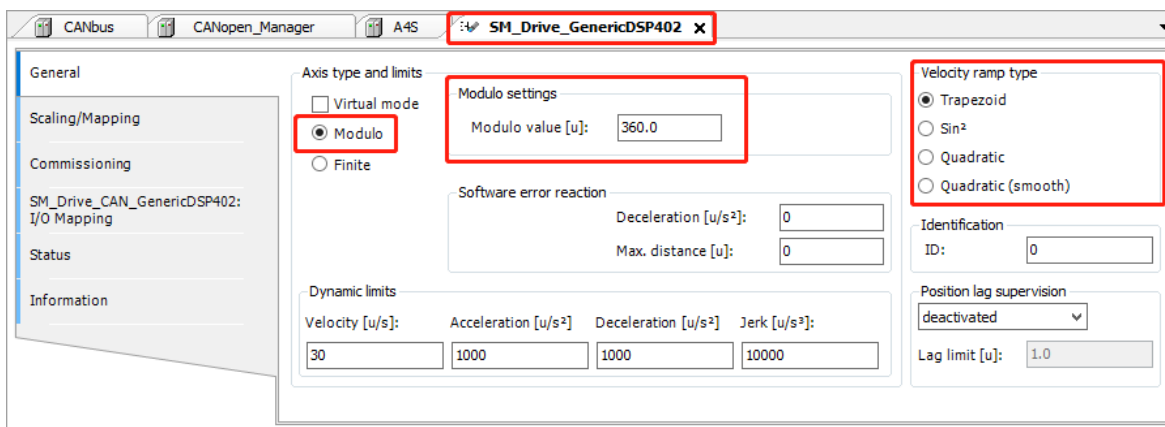 CANbus CANopen_Manager A4S SM_Drive_GenericDSP402 x
General
Scaling/Mapping
Commissioning
SM_Drive_CAN_GenericDSP402:
I/O Mapping
Status
Information
Axis type and limits
Virtual mode
Modulo
Finite
Modulo settings
Modulo value [u]: 360.0
Software error reaction
Deceleration [u/s²]: 0
Max. distance [u]: 0
Dynamic limits
Velocity [u/s]: Acceleration [u/s²] Deceleration [u/s²] Jerk [u/s³]:
30 1000 1000 10000
Velocity ramp type
Trapezoid
Sin²
Quadratic
Quadratic (smooth)
Identification
ID: 0
Position lag supervision
deactivated
Lag limit [u]: 1.0